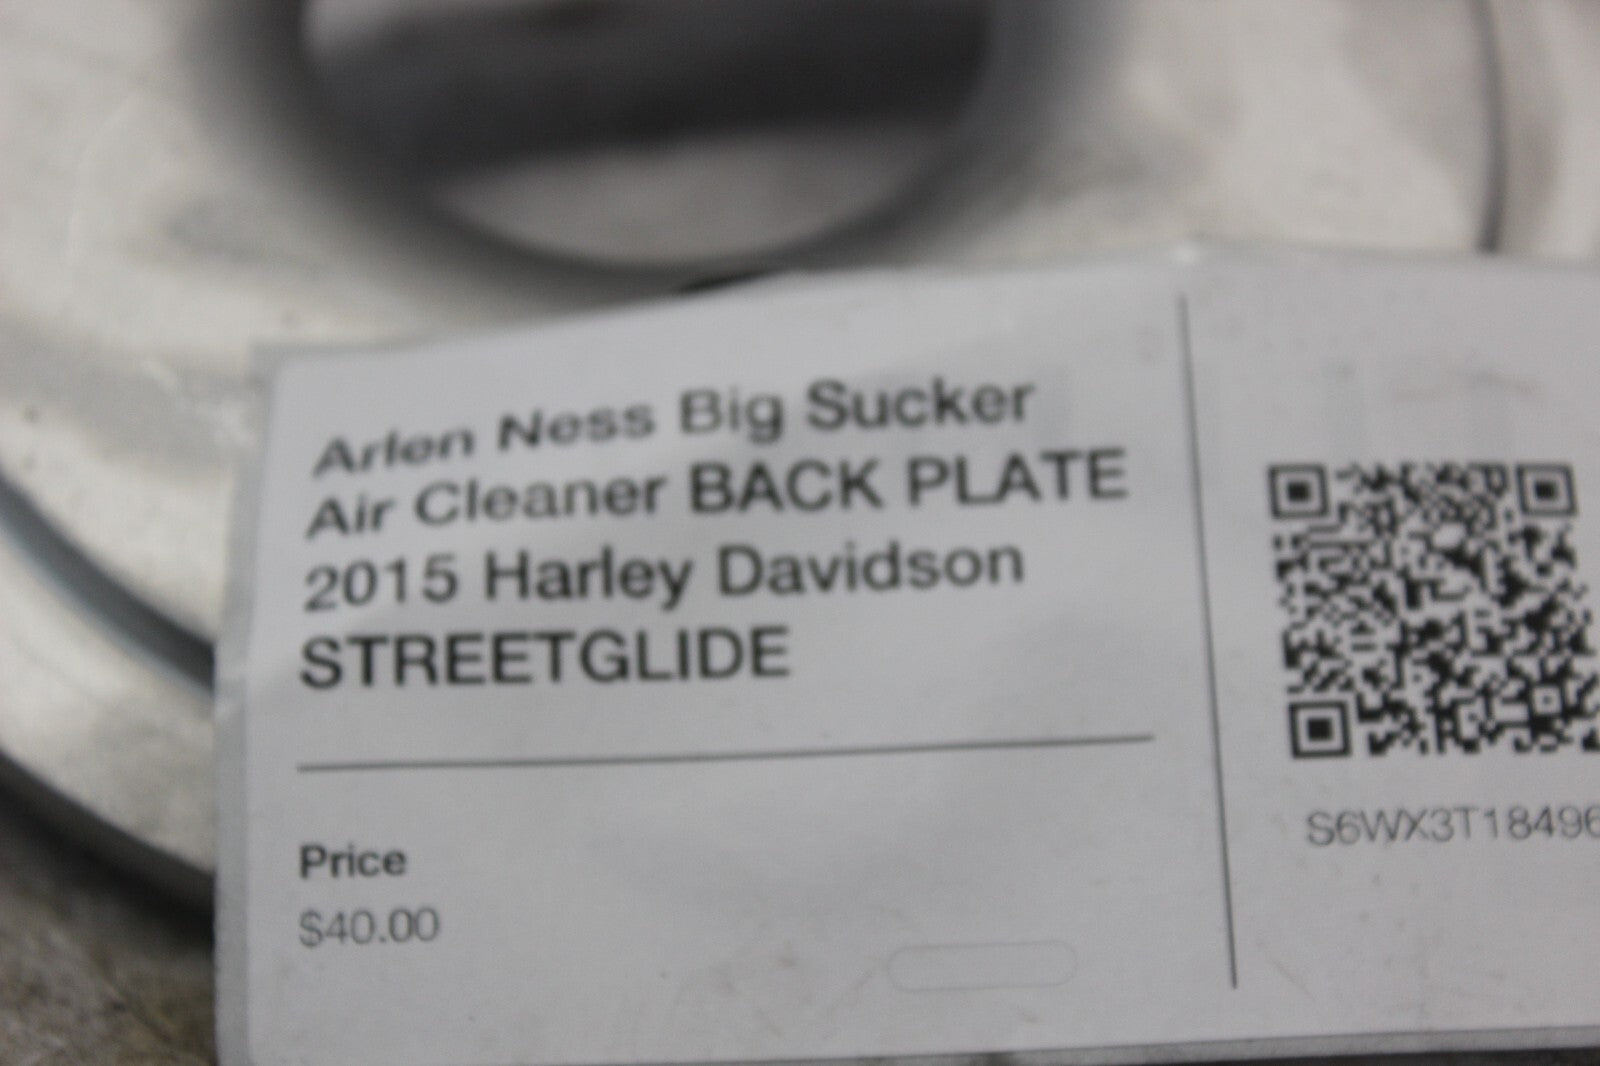 Arlen Ness Big Sucker
Air Cleaner BACK PLATE
2015 Harley Davidson
STREETGLIDE
Price
$40.00
S6WX3T18496